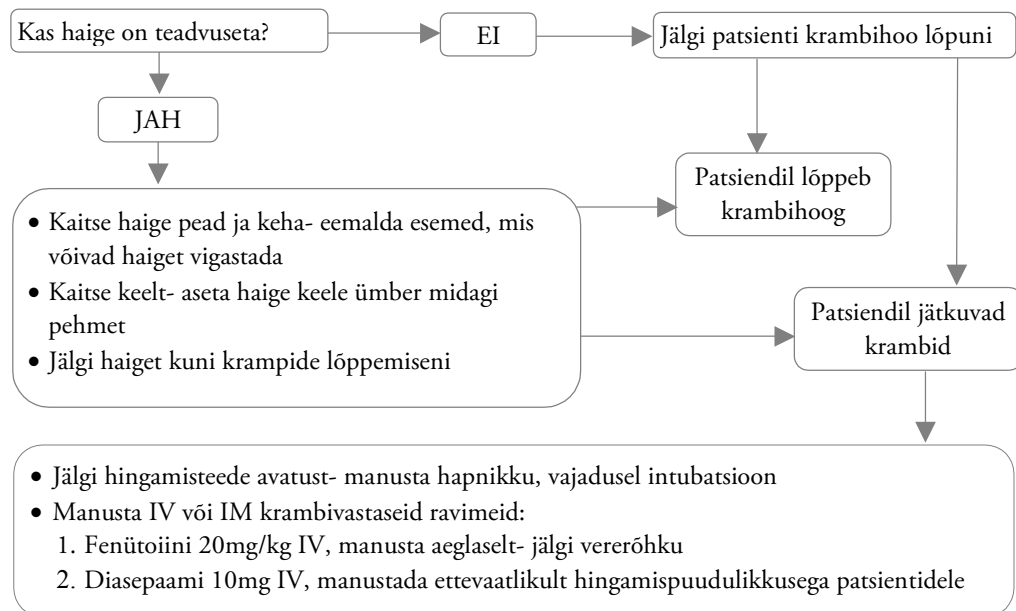 Kas haige on teadvuseta?
EI
Jälgi patsienti krambihoo lõpuni
JAH
Patsiendil lõppeb
krambihoog
• Kaitse haige pead ja keha- eemalda esemed, mis
võivad haiget vigastada
• Kaitse keelt- aseta haige keele ümber midagi
pehmet
• Jälgi haiget kuni krampide lõppemiseni
Patsiendil jätkuvad
krambid
• Jälgi hingamisteede avatust- manusta hapnikku, vajadusel intubatsioon
• Manusta IV või IM krambivastaseid ravimeid:
1. Fenütoiini 20mg/kg IV, manusta aeglaselt- jälgi vererõhku
2. Diasepaami 10mg IV, manustada ettevaatlikult hingamispuudulikkusega patsientidele